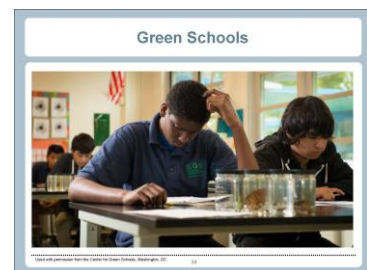 Green Schools
Used with permission from the Center for Green Schools, Washington, DC